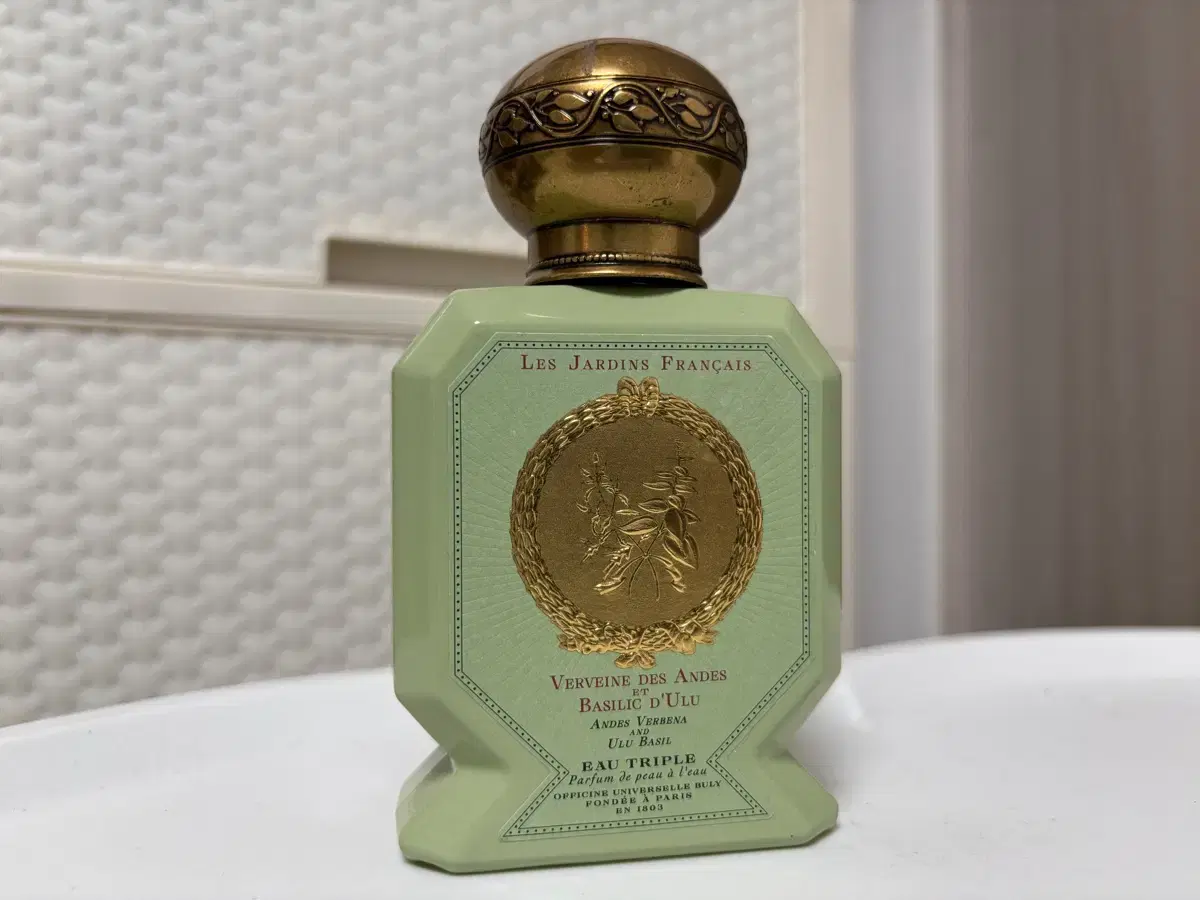 LES JARDINS FRANÇAIS
VERVEINE DES ANDES
ET
BASILIC D'ULU
ANDES VERBENA
AND
ULU BASIL
EAU TRIPLE
Parfum de peau à l'eau
OFFICINE UNIVERSELLE BULY
FONDÉE À PARIS
EN 1803